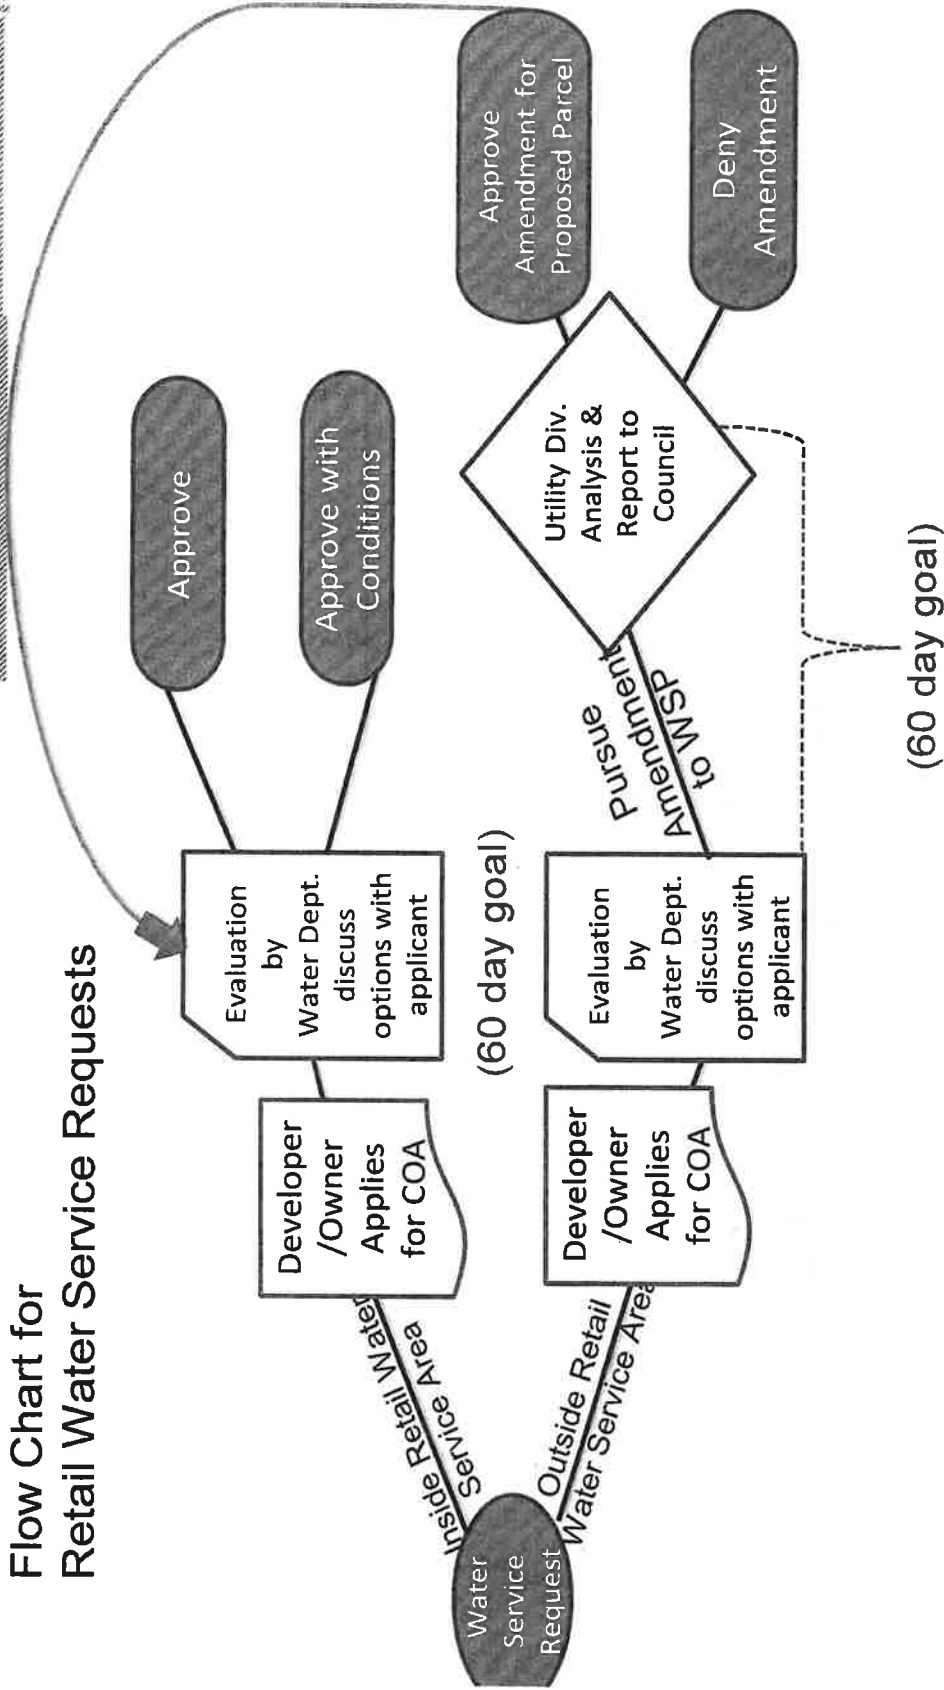 Flow Chart for
Retail Water Service Requests
Water
Service
Request
Inside Retail Water
Service Area
Developer
/Owner
Applies
for COA
Evaluation
by
Water Dept.
discuss
options with
applicant
(60 day goal)
Approve
Approve with
Conditions
Outside Retail
Water Service Area
Developer
/Owner
Applies
for COA
Evaluation
by
Water Dept.
discuss
options with
applicant
Pursue
Amendment
to WSP
Utility Div.
Analysis &
Report to
Council
(60 day goal)
Approve
Amendment for
Proposed Parcel
Deny
Amendment